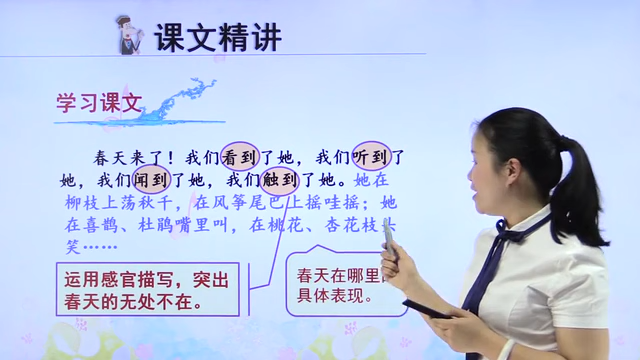 课文精讲
学习课文
春天来了！我们看到了她，我们听到了
她，我们闻到了她，我们触到了她。她在
柳枝上荡秋千，在风筝尾巴上摇哇摇；她
在喜鹊、杜鹃嘴里叫，在桃花、杏花枝头
笑……
运用感官描写，突出
春天的无处不在。
春天在哪里
具体表现。